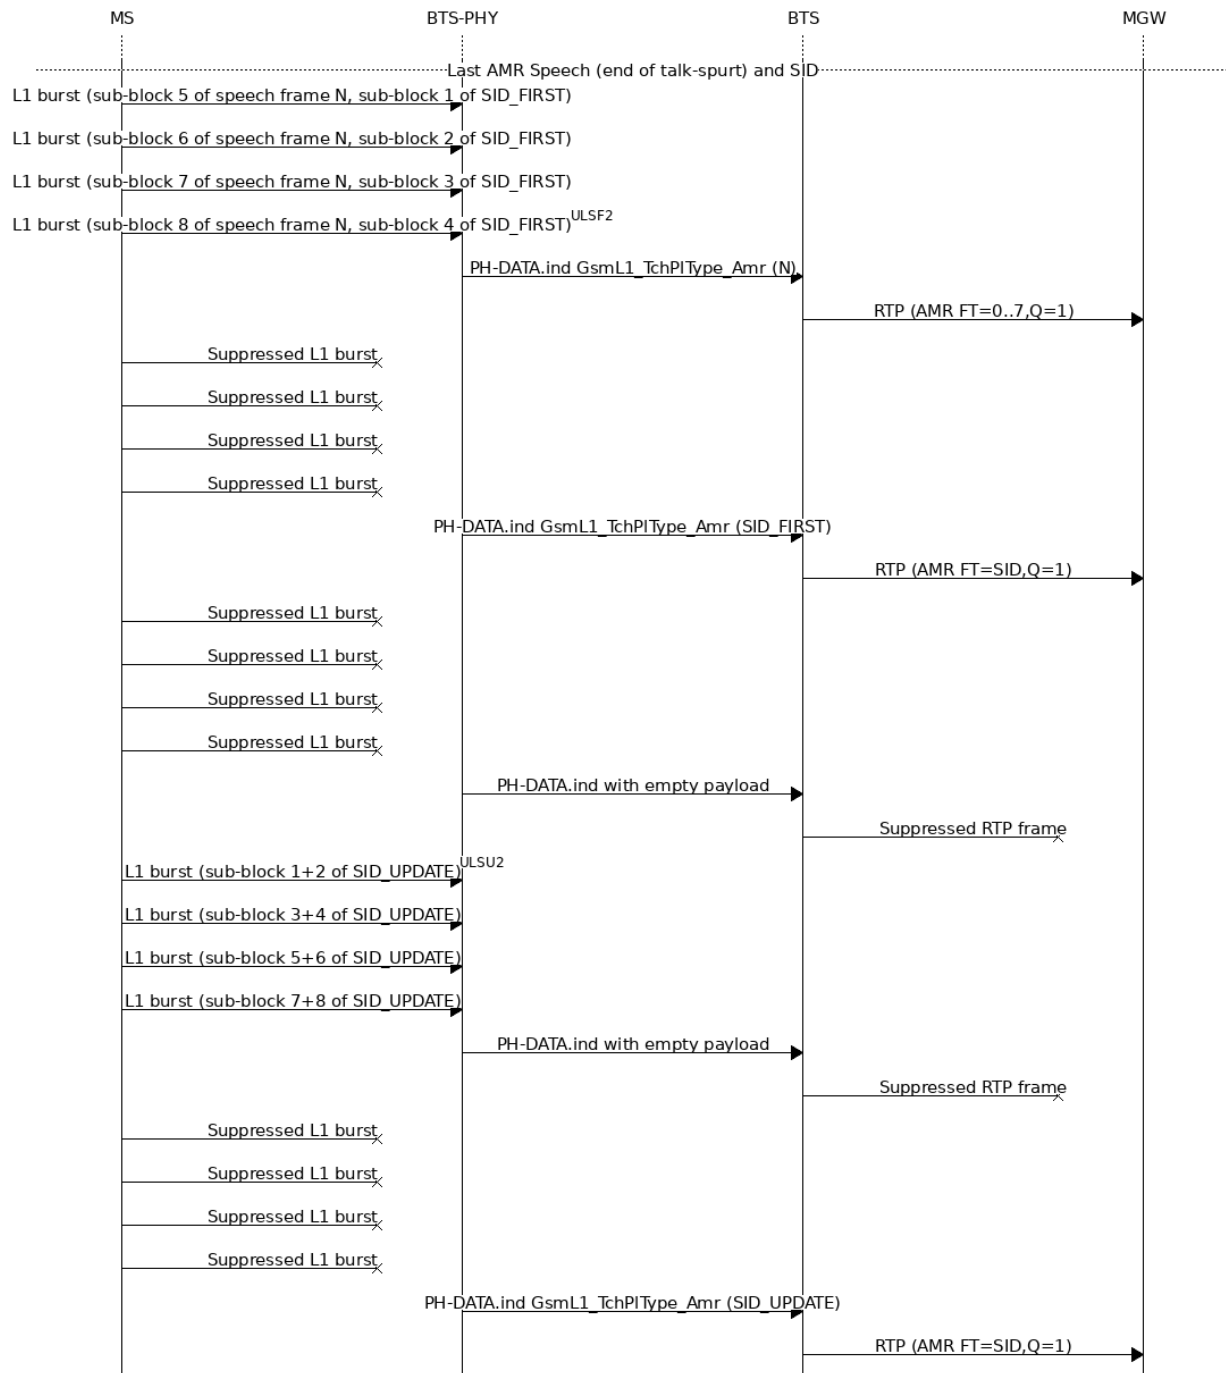 MS BTS-PHY BTS MGW
Last AMR Speech (end of talk-spurt) and SID
L1 burst (sub-block 5 of speech frame N, sub-block 1 of SID_FIRST)
L1 burst (sub-block 6 of speech frame N, sub-block 2 of SID_FIRST)
L1 burst (sub-block 7 of speech frame N, sub-block 3 of SID_FIRST)
L1 burst (sub-block 8 of speech frame N, sub-block 4 of SID_FIRST) ULSF2
PH-DATA.ind GsmL1_TchPlType_Amr (N)
RTP (AMR FT=0..7,Q=1)
Suppressed L1 burst
Suppressed L1 burst
Suppressed L1 burst
Suppressed L1 burst
PH-DATA.ind GsmL1_TchPlType_Amr (SID_FIRST)
RTP (AMR FT=SID,Q=1)
Suppressed L1 burst
Suppressed L1 burst
Suppressed L1 burst
Suppressed L1 burst
PH-DATA.ind with empty payload
Suppressed RTP frame
L1 burst (sub-block 1+2 of SID_UPDATE) ULSU2
L1 burst (sub-block 3+4 of SID_UPDATE)
L1 burst (sub-block 5+6 of SID_UPDATE)
L1 burst (sub-block 7+8 of SID_UPDATE)
PH-DATA.ind with empty payload
Suppressed RTP frame
Suppressed L1 burst
Suppressed L1 burst
Suppressed L1 burst
Suppressed L1 burst
PH-DATA.ind GsmL1_TchPlType_Amr (SID_UPDATE)
RTP (AMR FT=SID,Q=1)